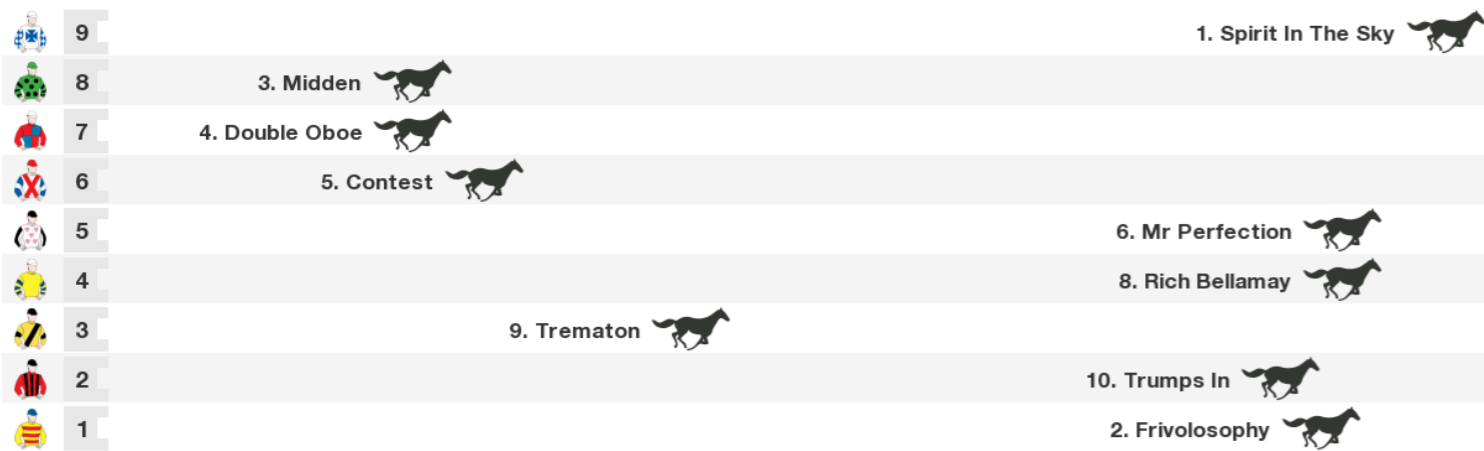 9 1. Spirit In The Sky
8 3. Midden
7 4. Double Oboe
6 5. Contest
5 6. Mr Perfection
4 8. Rich Bellamay
3 9. Trematon
2 10. Trumps In
1 2. Frivolosophy